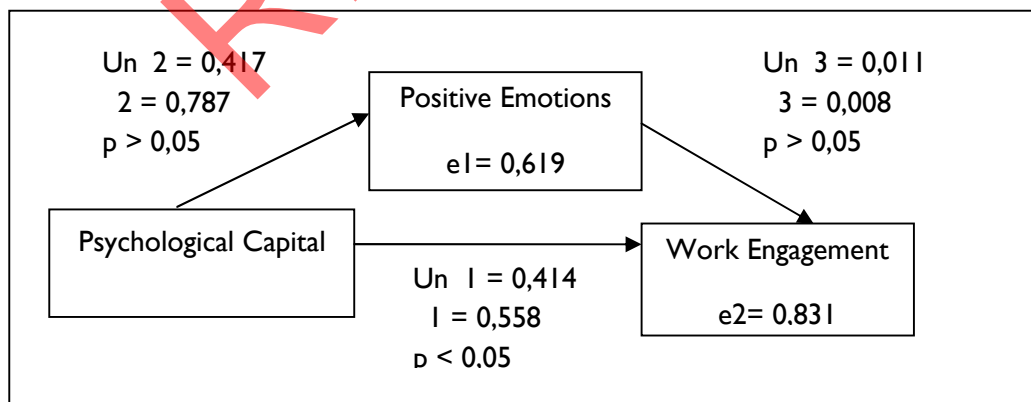 Un 2 = 0,417
2 = 0,787
p > 0,05
Positive Emotions
e1= 0,619
Un 3 = 0,011
3 = 0,008
p > 0,05
Psychological Capital
Un 1 = 0,414
1 = 0,558
p < 0,05
Work Engagement
e2= 0,831